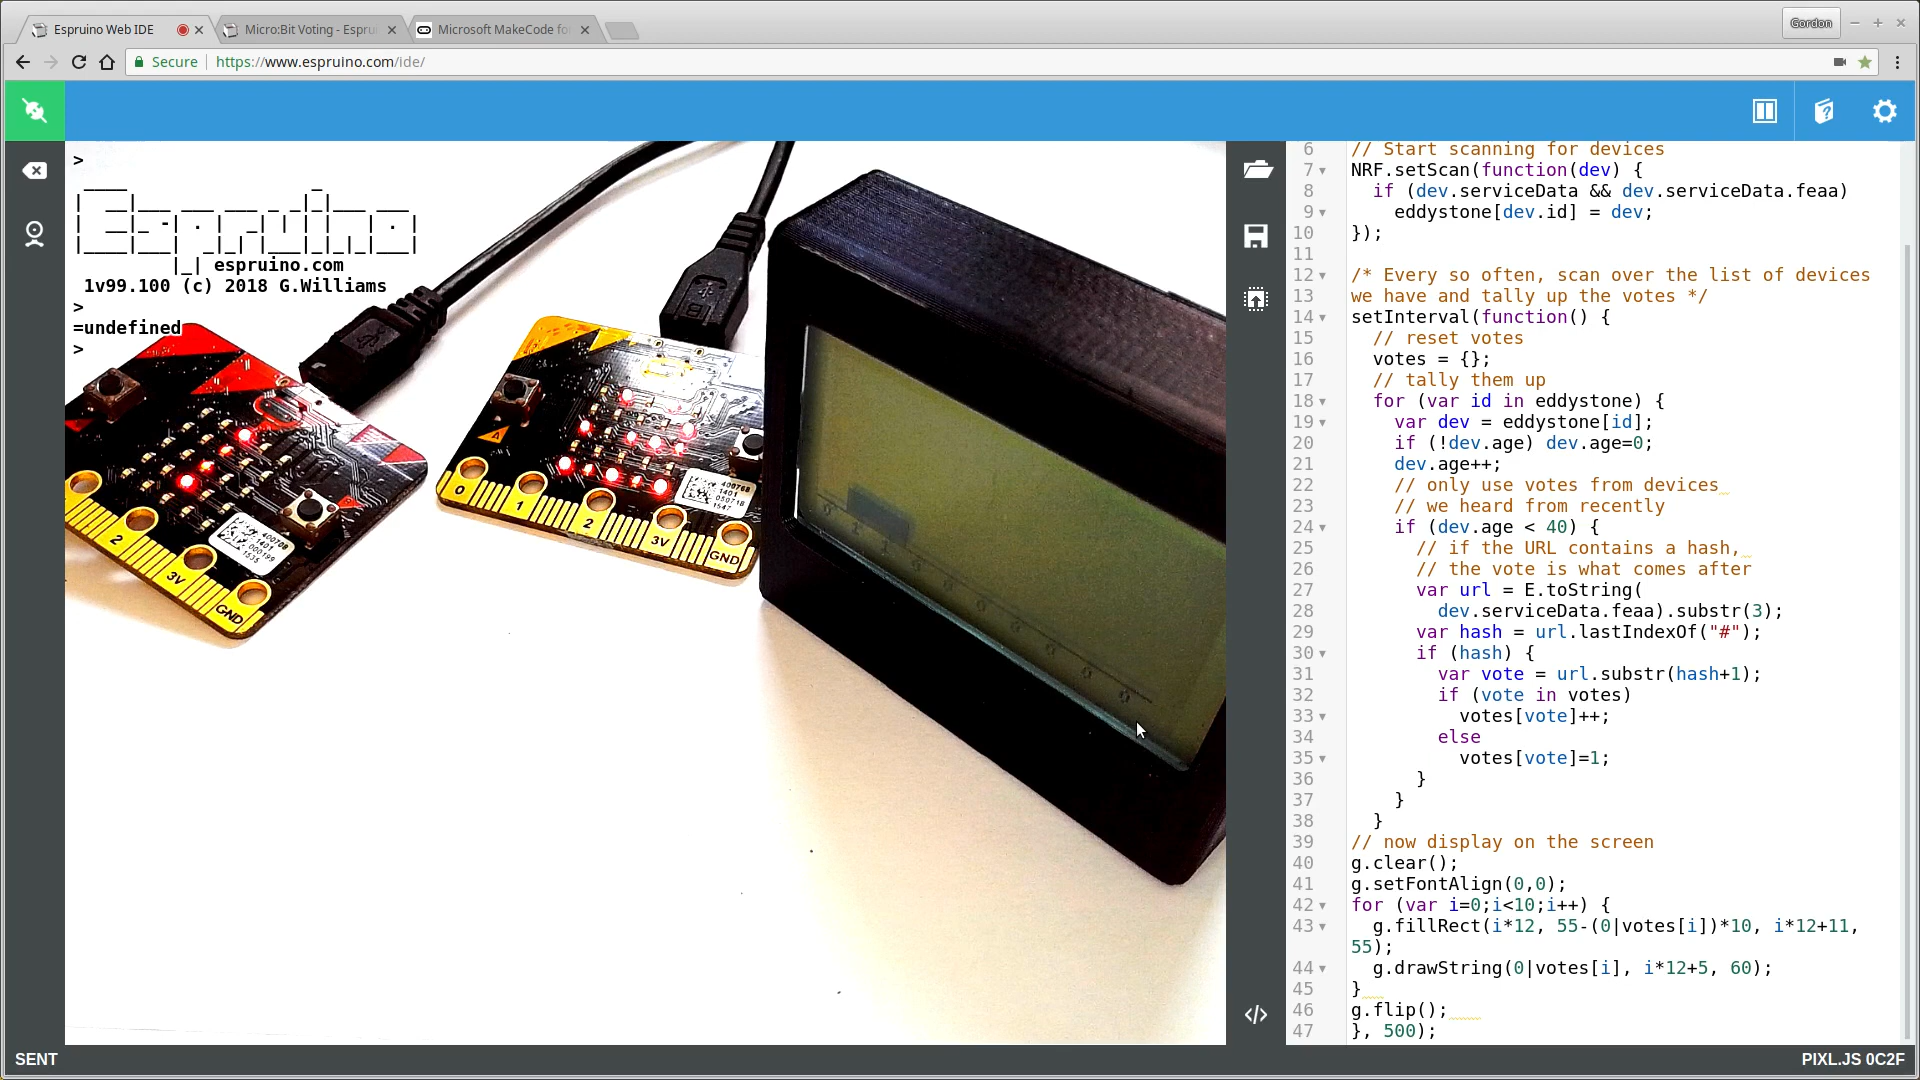 Espruino Web IDE
Micro:Bit Voting - Esprui
Microsoft MakeCode fo
Gordon
Secure
https://www.espruino.com/ide/
>
Espruino
espruino.com
1v99.100 (c) 2018 G.Williams
>
=undefined
>
2
3V
GND
A
0
1
2
3V
GND
6 // Start scanning for devices
7 NRF.setScan(function(dev) {
8 if (dev.serviceData && dev.serviceData.feaa)
9 eddystone[dev.id] = dev;
10 });
11
12 /* Every so often, scan over the list of devices
13 we have and tally up the votes */
14 setInterval(function() {
15 // reset votes
16 votes = {};
17 // tally them up
18 for (var id in eddystone) {
19 var dev = eddystone[id];
20 if (!dev.age) dev.age=0;
21 dev.age++;
22 // only use votes from devices
23 // we heard from recently
24 if (dev.age < 40) {
25 // if the URL contains a hash,
26 // the vote is what comes after
27 var url = E.toString(
28 dev.serviceData.feaa).substr(3);
29 var hash = url.lastIndexOf("#");
30 if (hash) {
31 var vote = url.substr(hash+1);
32 if (vote in votes)
33 votes[vote]++;
34 else
35 votes[vote]=1;
36 }
37 }
38 }
39 // now display on the screen
40 g.clear();
41 g.setFontAlign(0,0);
42 for (var i=0;i<10;i++) {
43 g.fillRect(i*12, 55-(0|votes[i])*10, i*12+11,
55);
44 g.drawString(0|votes[i], i*12+5, 60);
45 }
46 g.flip();
47 }, 500);
SENT
PIXL.JS 0C2F